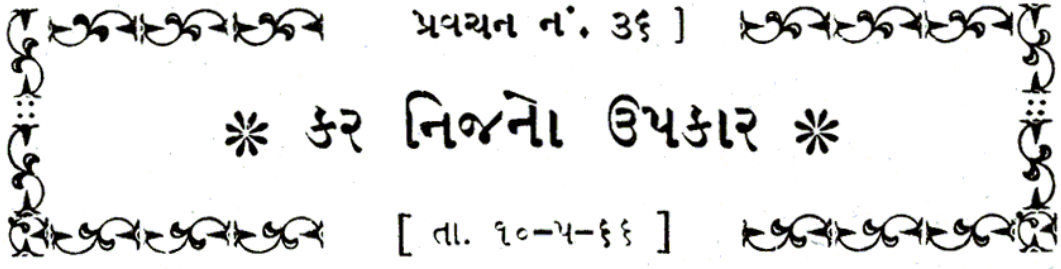 પ્રવચન નં. ૩૬ ]
* કર નિજનો ઉપકાર *
[ તા. ૧૦-૫-૬૬ ]